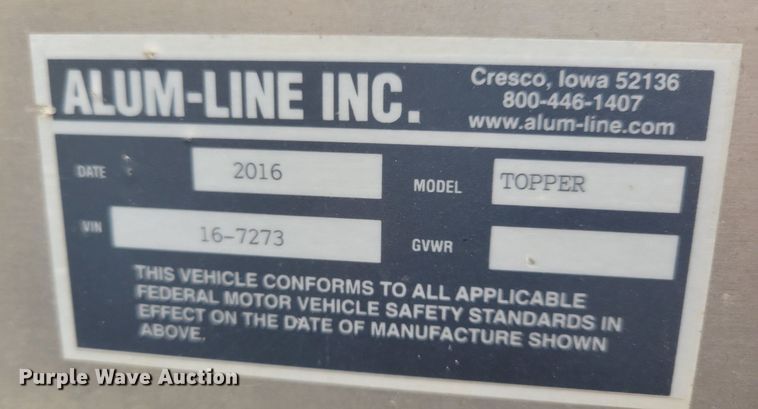 ALUM-LINE INC.
Cresco, Iowa 52136
800-446-1407
www.alum-line.com
DATE 2016
MODEL TOPPER
VIN 16-7273
GVWR
THIS VEHICLE CONFORMS TO ALL APPLICABLE
FEDERAL MOTOR VEHICLE SAFETY STANDARDS IN
EFFECT ON THE DATE OF MANUFACTURE SHOWN
ABOVE.
Purple Wave Auction